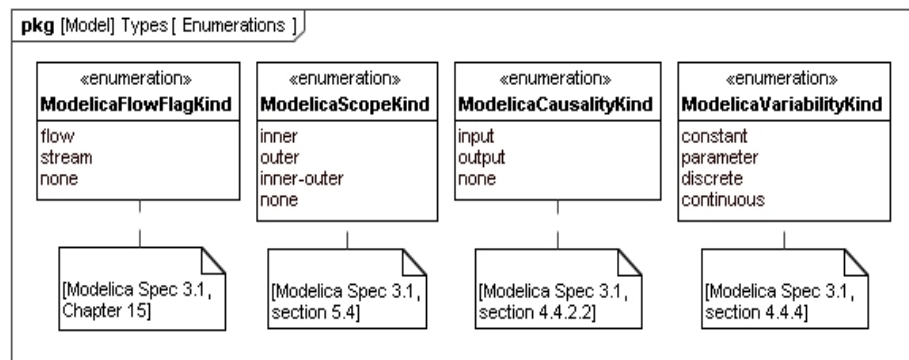 pkg [Model] Types [ Enumerations ]
«enumeration»
ModelicaFlowFlagKind
flow
stream
none
«enumeration»
ModelicaScopeKind
inner
outer
inner-outer
none
«enumeration»
ModelicaCausalityKind
input
output
none
«enumeration»
ModelicaVariabilityKind
constant
parameter
discrete
continuous
[Modelica Spec 3.1,
Chapter 15]
[Modelica Spec 3.1,
section 5.4]
[Modelica Spec 3.1,
section 4.4.2.2]
[Modelica Spec 3.1,
section 4.4.4]